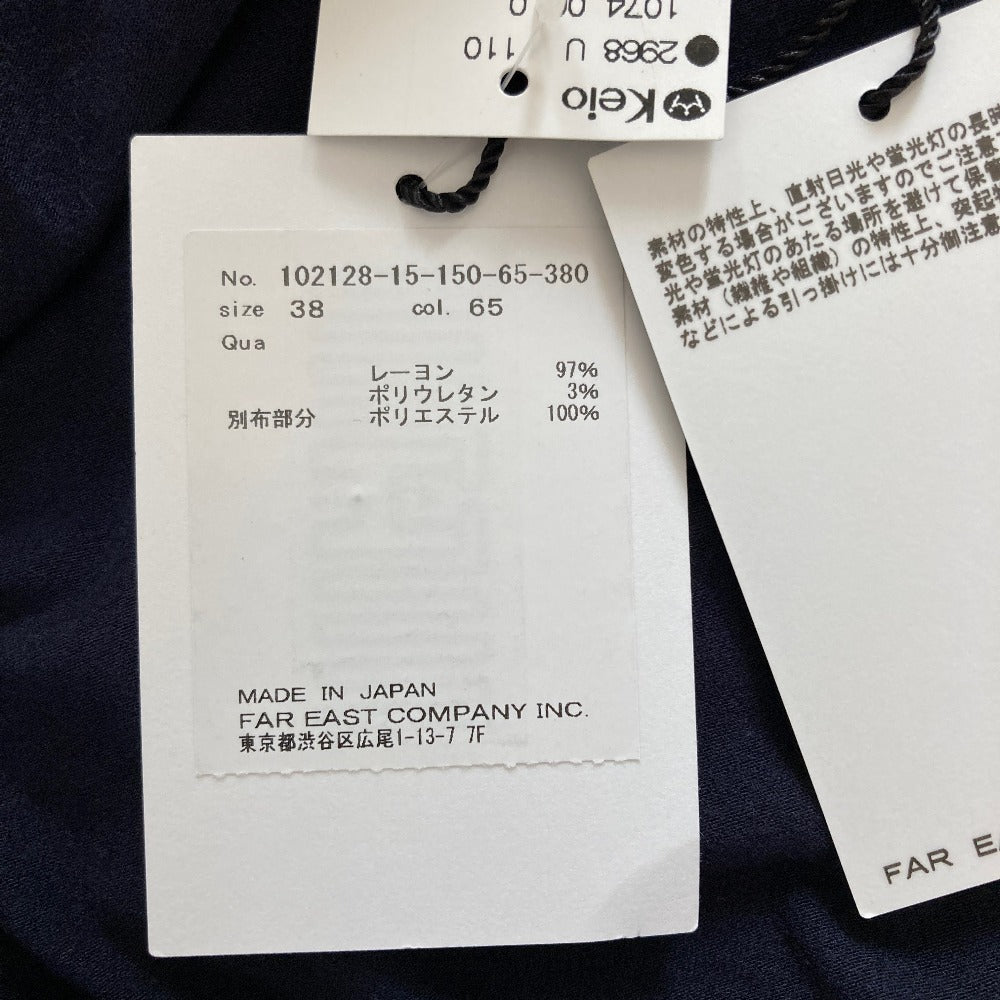 Keio
2968 U 110
1074
No. 102128-15-150-65-380
size 38 col. 65
Qua
レーヨン 97%
ポリウレタン 3%
別布部分 ポリエステル 100%
MADE IN JAPAN
FAR EAST COMPANY INC.
東京都渋谷区広尾1-13-7 7F
素材の特性上、直射日光や蛍光灯の長時
変色する場合がございますのでご注意
光や蛍光灯のあたる場所を避けて保管
素材（繊維や組織）の特性上、突起
などによる引っ掛けには十分御注意
FAR EA